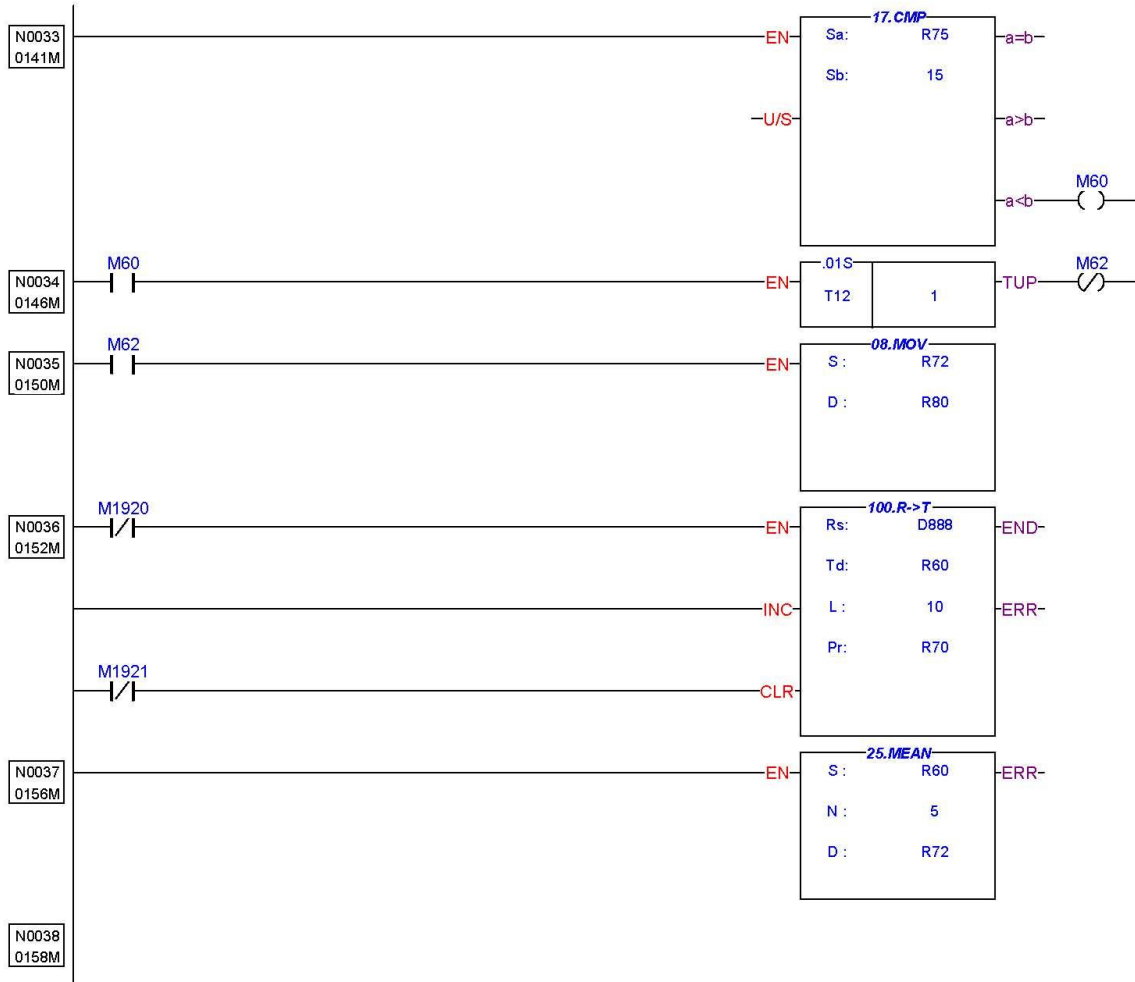 17.CMP
N0033
0141M
EN
Sa: R75
a=b
Sb: 15
U/S
a>b
a<b
M60
N0034
0146M
M60
EN
.01S
T12 1
TUP
M62
N0035
0150M
M62
EN
08.MOV
S : R72
D : R80
N0036
0152M
M1920
EN
100.R->T
Rs: D888
END
Td: R60
INC
L : 10
ERR
Pr: R70
M1921
CLR
N0037
0156M
EN
25.MEAN
S : R60
ERR
N : 5
D : R72
N0038
0158M